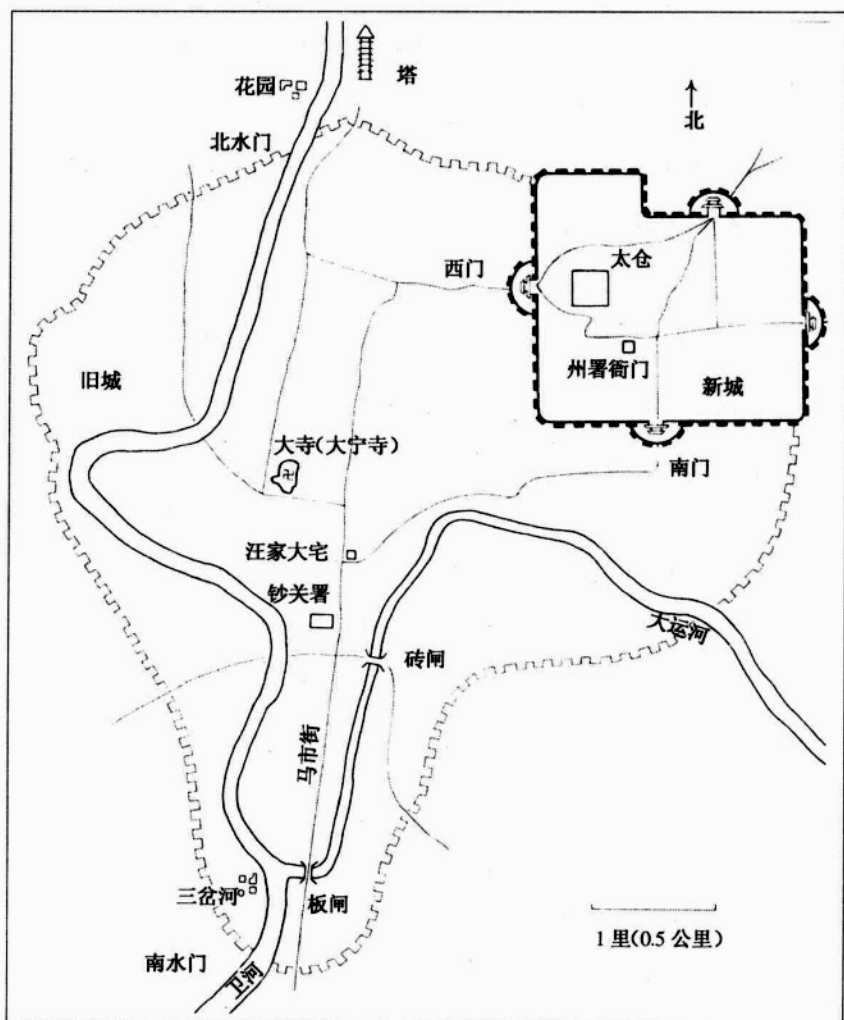 塔
花园
北
北水门
西门
太仓
州署衙门
旧城
新城
大寺(大宁寺)
南门
汪家大宅
钞关署
大运河
砖闸
马市街
三岔河
板闸
1里(0.5公里)
南水门
卫河